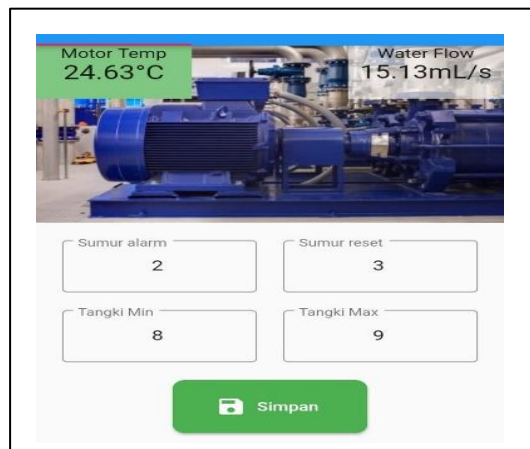 Motor Temp
24.63°C
Water Flow
15.13mL/s
Sumur alarm
2
Sumur reset
3
Tangki Min
8
Tangki Max
9
Simpan